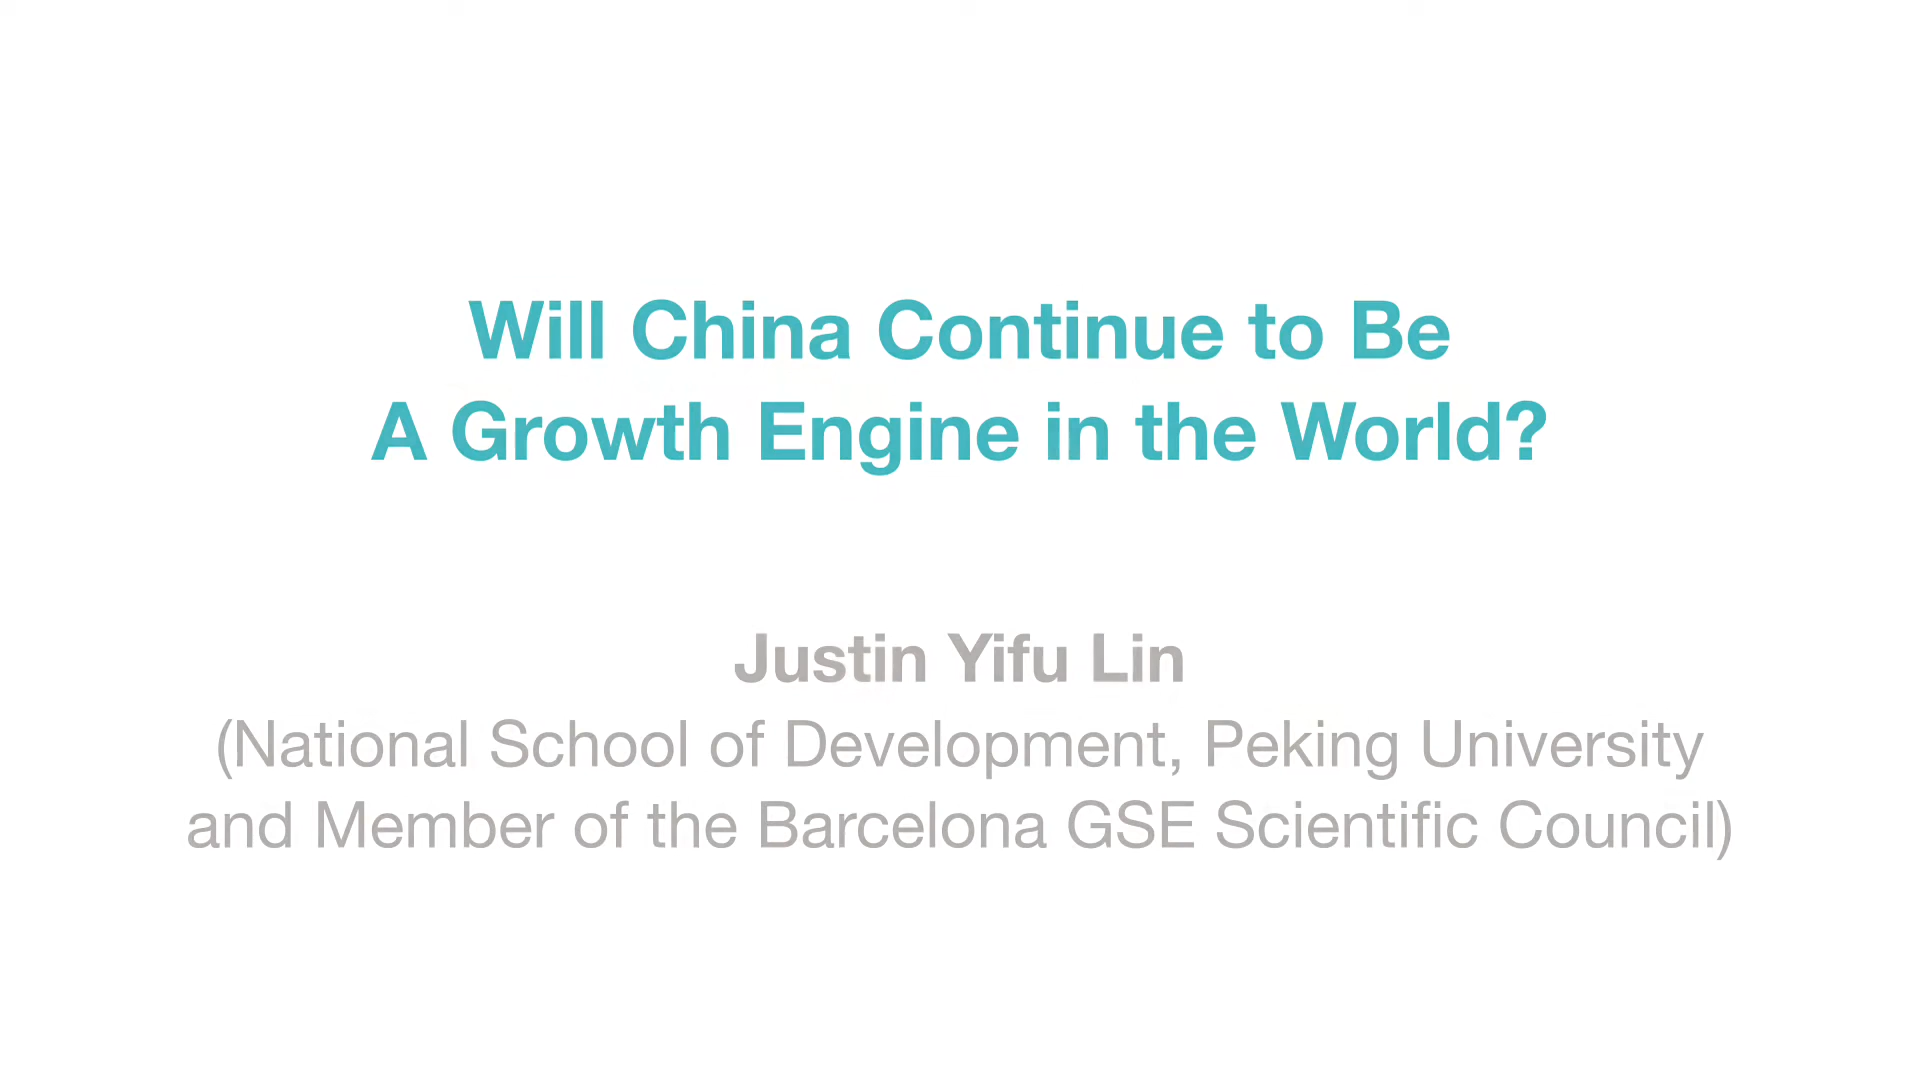 Will China Continue to Be
A Growth Engine in the World?
Justin Yifu Lin
(National School of Development, Peking University
and Member of the Barcelona GSE Scientific Council)